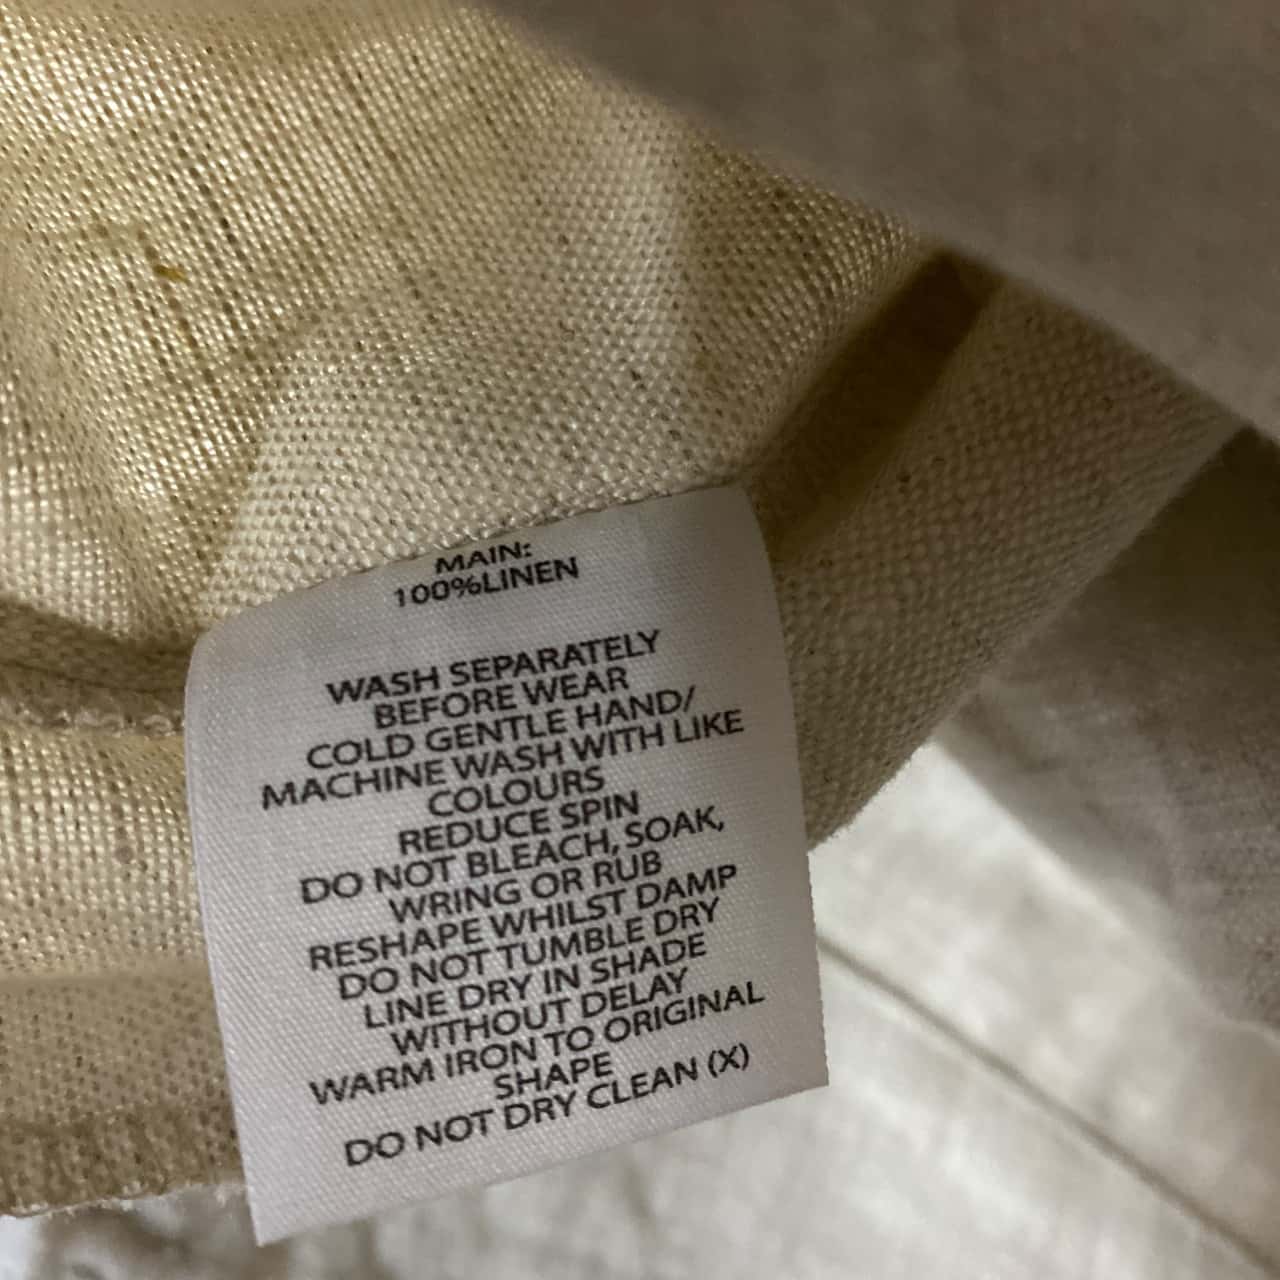 MAIN:
100%LINEN
WASH SEPARATELY
BEFORE WEAR
COLD GENTLE HAND/
MACHINE WASH WITH LIKE
COLOURS
REDUCE SPIN
DO NOT BLEACH, SOAK,
WRING OR RUB
RESHAPE WHILST DAMP
DO NOT TUMBLE DRY
LINE DRY IN SHADE
WITHOUT DELAY
WARM IRON TO ORIGINAL
SHAPE
DO NOT DRY CLEAN (X)